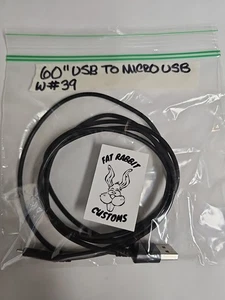 60" USB TO MICRO USB
W#39
FAT RABBIT
CUSTOMS